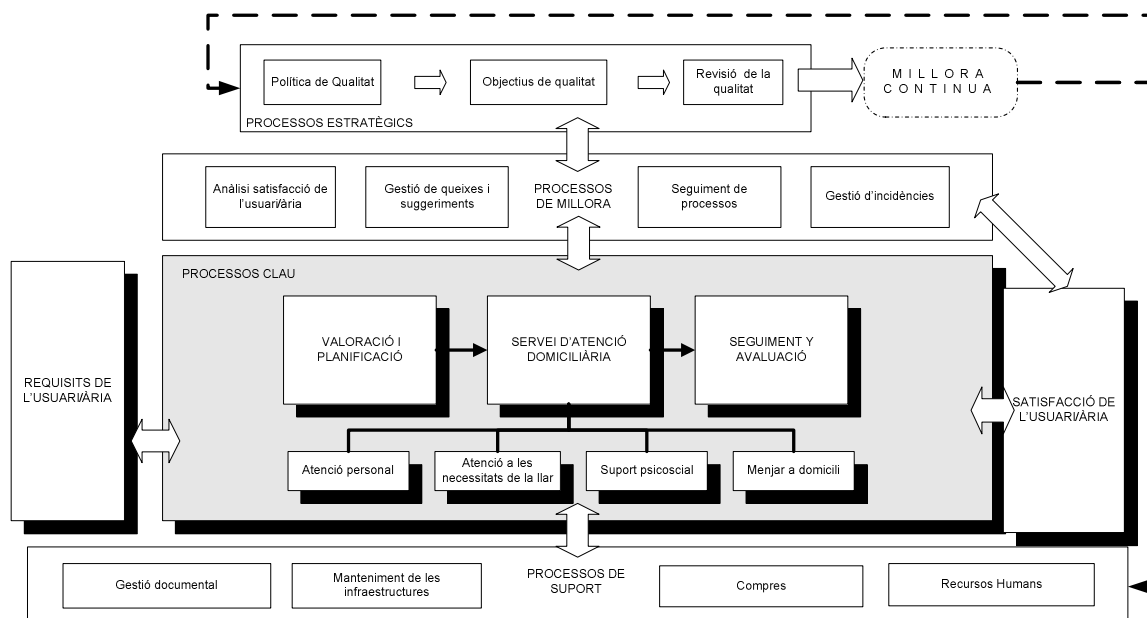 Política de Qualitat
Objectius de qualitat
Revisió de la
qualitat
PROCESSOS ESTRATÈGICS
MILLORA
CONTINUA
Anàlisi satisfacció de
l'usuari/ària
Gestió de queixes i
suggeriments
PROCESSOS
DE MILLORA
Seguiment de
processos
Gestió d'incidències
PROCESSOS CLAU
VALORACIÓ I
PLANIFICACIÓ
SERVEI D'ATENCIÓ
DOMICILIÀRIA
SEGUIMENT Y
AVALUACIÓ
REQUISITS DE
L'USUARI/ÀRIA
SATISFACCIÓ DE
L'USUARI/ÀRIA
Atenció personal
Atenció a les
necessitats de la llar
Suport psicoscial
Menjar a domicili
Gestió documental
Manteniment de les
infraestructures
PROCESSOS DE
SUPORT
Compres
Recursos Humans